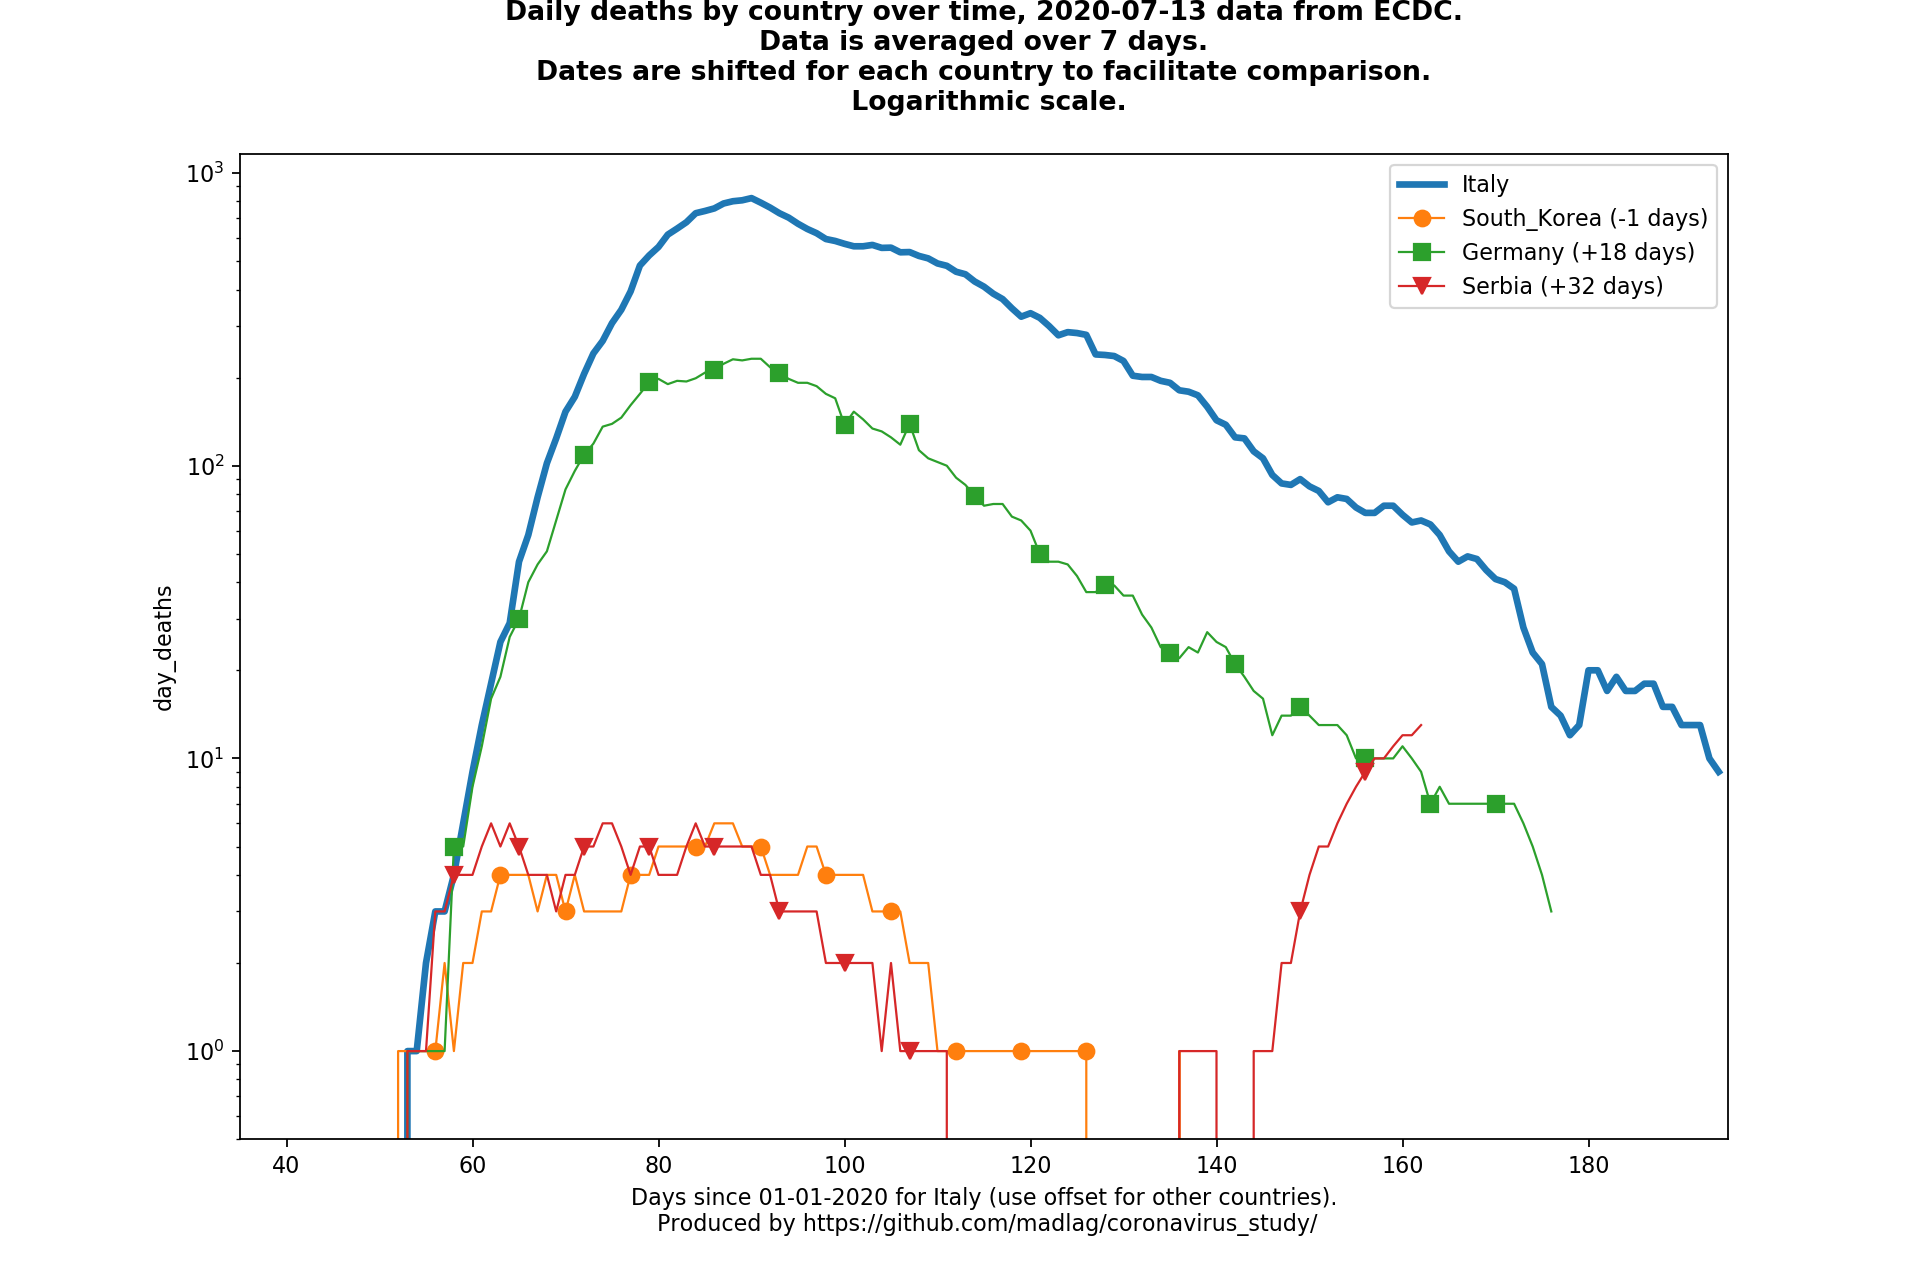 Daily deaths by country over time, 2020-07-13 data from ECDC.
Data is averaged over 7 days.
Dates are shifted for each country to facilitate comparison.
Logarithmic scale.
10³
10²
10¹
10⁰
day_deaths
Italy
South_Korea (-1 days)
Germany (+18 days)
Serbia (+32 days)
40 60 80 100 120 140 160 180
Days since 01-01-2020 for Italy (use offset for other countries).
Produced by https://github.com/madlag/coronavirus_study/